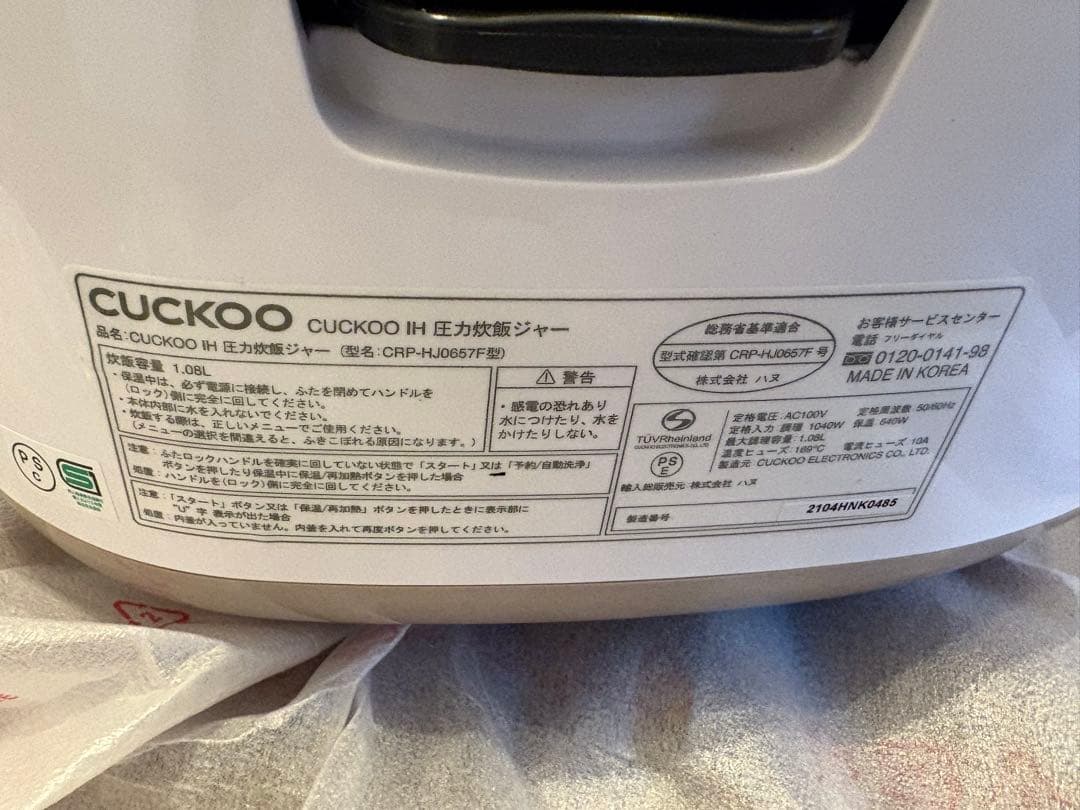 CUCKOO CUCKOO IH 圧力炊飯ジャー
品名:CUCKOO IH 圧力炊飯ジャー (型名:CRP-HJ0657F型)
炊飯容量 1.08L
・保温中は、必ず電源に接続し、ふたを閉めてハンドルを
(ロック)側に完全に回してください。
・本体内部に水を入れないでください。
・炊飯する際は、正しいメニューでご使用ください。
(メニューの選択を間違えると、ふきこぼれる原因になります。)
⚠ 警告
・感電の恐れあり
水につけたり、水を
かけたりしない。
注意:ふたロックハンドルを確実に回していない状態で「スタート」又は「予約/自動洗浄」
ボタンを押したり保温中に保温/再加熱ボタンを押した場合
処置:ハンドルを(ロック)側に完全に回してください。
注意:「スタート」ボタン又は「保温/再加熱」ボタンを押したときに表示部に
"U"字 表示が出た場合
処置:内蓋が入っていません。内蓋を入れて再度ボタンを押してください。
PS
C
総務省基準適合
型式確認第 CRP-HJ0657F 号
株式会社 ハヌ
お客様サービスセンター
電話 フリーダイヤル
0120-0141-98
MADE IN KOREA
TÜVRheinland
CUCKOO ELECTRONICS CO., LTD.
PS
E
定格電圧:AC100V 定格周波数 50/60Hz
定格入力:調理 1040W 保温:540W
最大調理容量:1.08L
温度ヒューズ:169℃ 電流ヒューズ 10A
製造元:CUCKOO ELECTRONICS CO., LTD.
輸入総販売元:株式会社 ハヌ
製造番号 2104HNK0485
2